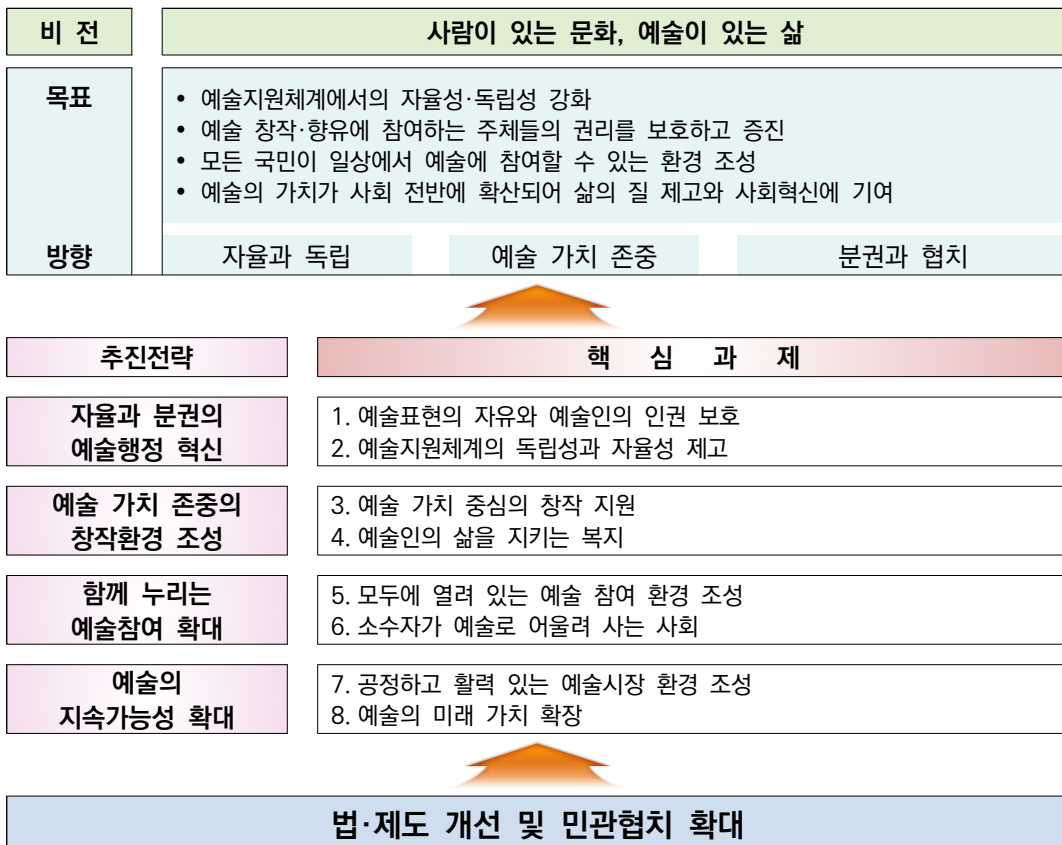 비 전
사람이 있는 문화, 예술이 있는 삶
목표
• 예술지원체계에서의 자율성·독립성 강화
• 예술 창작·향유에 참여하는 주체들의 권리를 보호하고 증진
• 모든 국민이 일상에서 예술에 참여할 수 있는 환경 조성
• 예술의 가치가 사회 전반에 확산되어 삶의 질 제고와 사회혁신에 기여
방향
자율과 독립
예술 가치 존중
분권과 협치
추진전략
핵 심 과 제
자율과 분권의
예술행정 혁신
1. 예술표현의 자유와 예술인의 인권 보호
2. 예술지원체계의 독립성과 자율성 제고
예술 가치 존중의
창작환경 조성
3. 예술 가치 중심의 창작 지원
4. 예술인의 삶을 지키는 복지
함께 누리는
예술참여 확대
5. 모두에 열려 있는 예술 참여 환경 조성
6. 소수자가 예술로 어울려 사는 사회
예술의
지속가능성 확대
7. 공정하고 활력 있는 예술시장 환경 조성
8. 예술의 미래 가치 확장
법·제도 개선 및 민관협치 확대